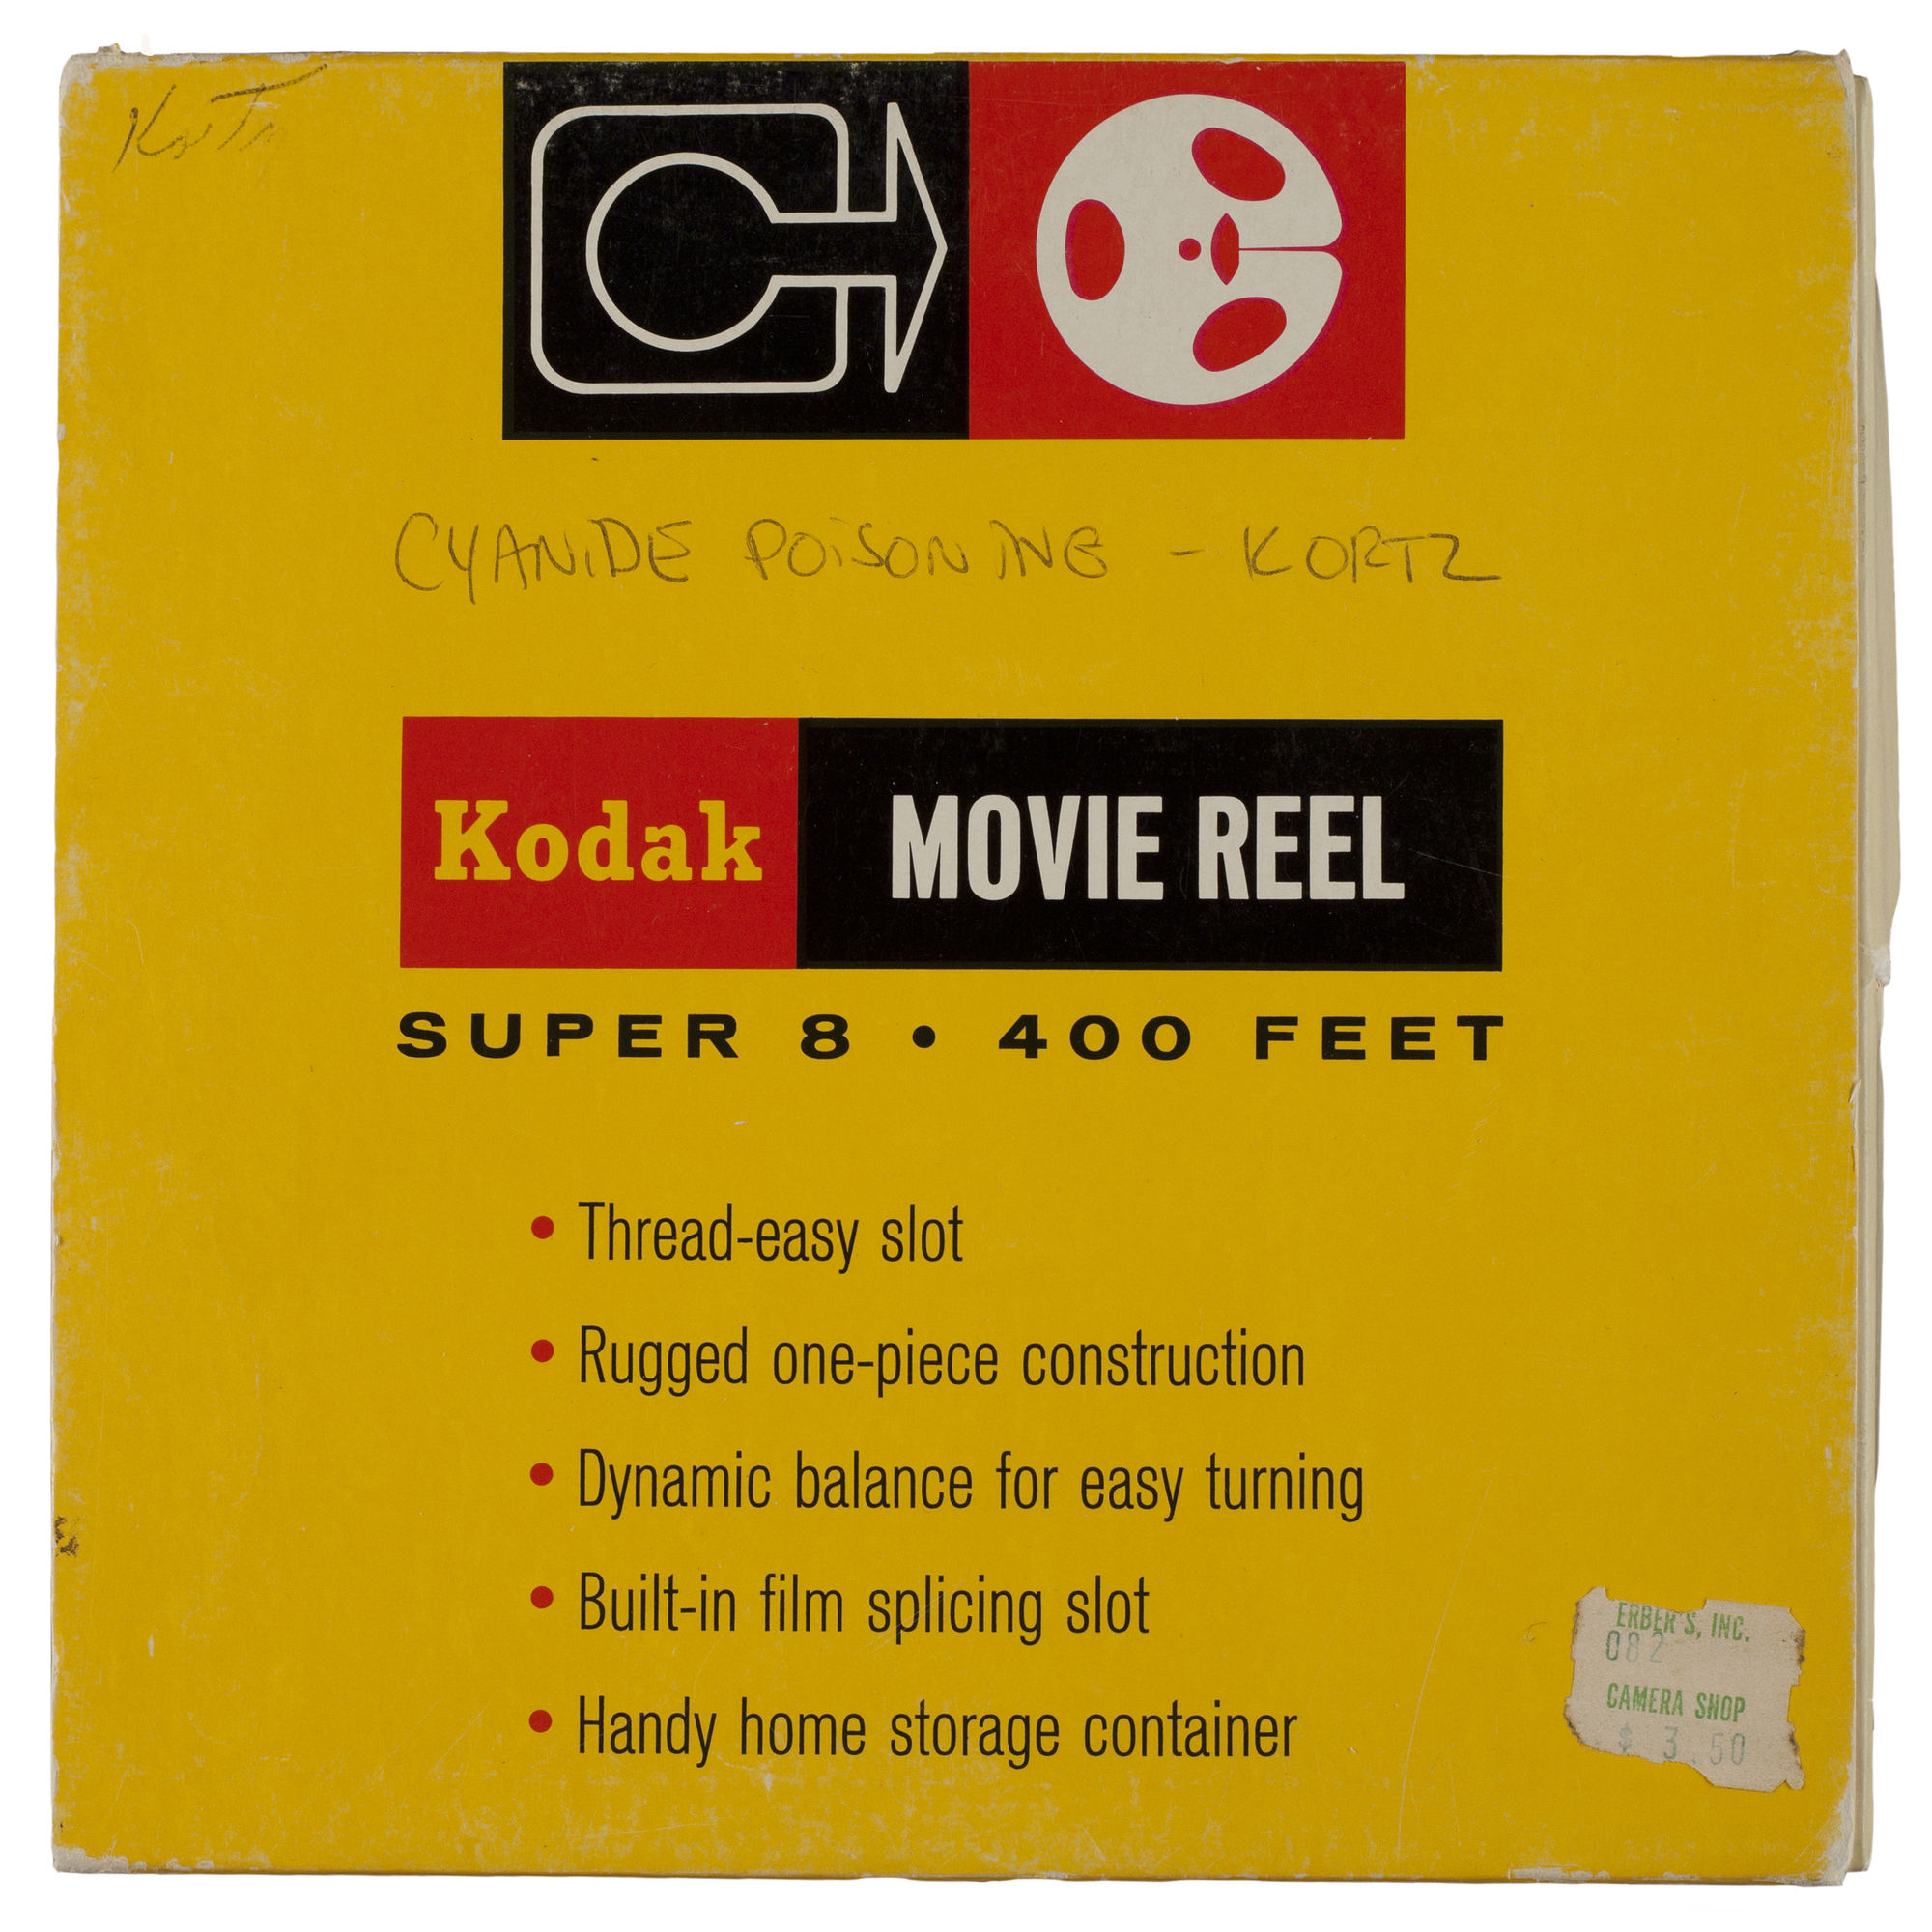 CYANIDE POISONING - KORTZ
Kodak MOVIE REEL
SUPER 8 • 400 FEET
• Thread-easy slot
• Rugged one-piece construction
• Dynamic balance for easy turning
• Built-in film splicing slot
• Handy home storage container
ERBER'S, INC.
082
CAMERA SHOP
$ 3.50